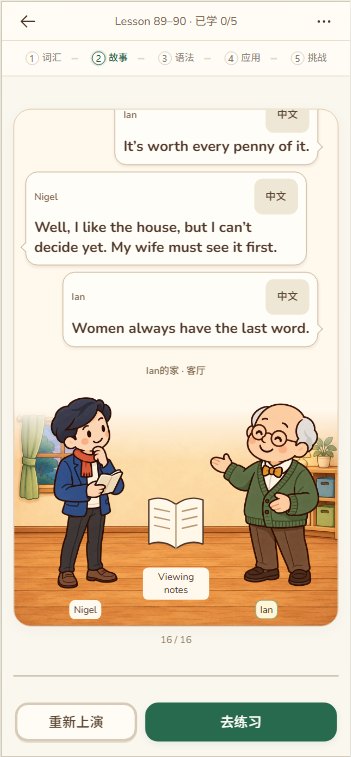 Lesson 89–90 · 已学 0/5
1 词汇 – 2 故事 – 3 语法 – 4 应用 – 5 挑战
Ian
中文
It's worth every penny of it.
Nigel
中文
Well, I like the house, but I can't
decide yet. My wife must see it first.
Ian
中文
Women always have the last word.
Ian的家 · 客厅
Viewing
notes
Nigel
Ian
16 / 16
重新上演
去练习